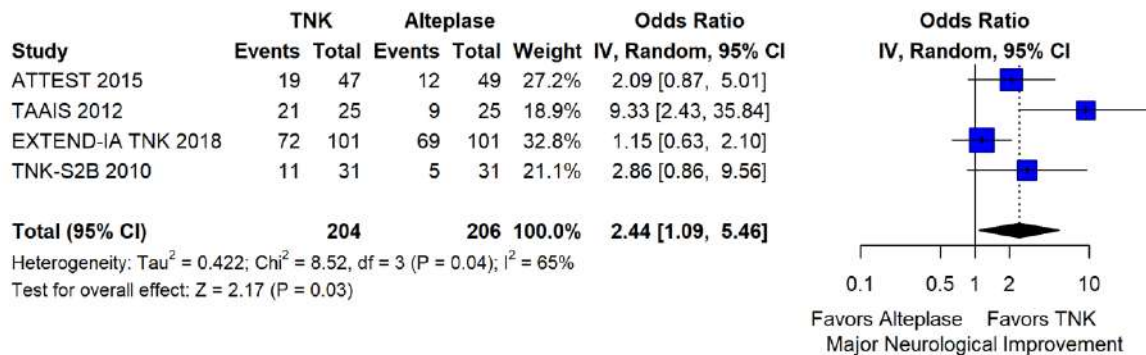 TNK Alteplase Odds Ratio Odds Ratio
Study Events Total Events Total Weight IV, Random, 95% CI IV, Random, 95% CI
ATTEST 2015 19 47 12 49 27.2% 2.09 [0.87, 5.01]
TAAIS 2012 21 25 9 25 18.9% 9.33 [2.43, 35.84]
EXTEND-IA TNK 2018 72 101 69 101 32.8% 1.15 [0.63, 2.10]
TNK-S2B 2010 11 31 5 31 21.1% 2.86 [0.86, 9.56]
Total (95% CI) 204 206 100.0% 2.44 [1.09, 5.46]
Heterogeneity: Tau² = 0.422; Chi² = 8.52, df = 3 (P = 0.04); I² = 65%
Test for overall effect: Z = 2.17 (P = 0.03)
0.1 0.5 1 2 10
Favors Alteplase Favors TNK
Major Neurological Improvement